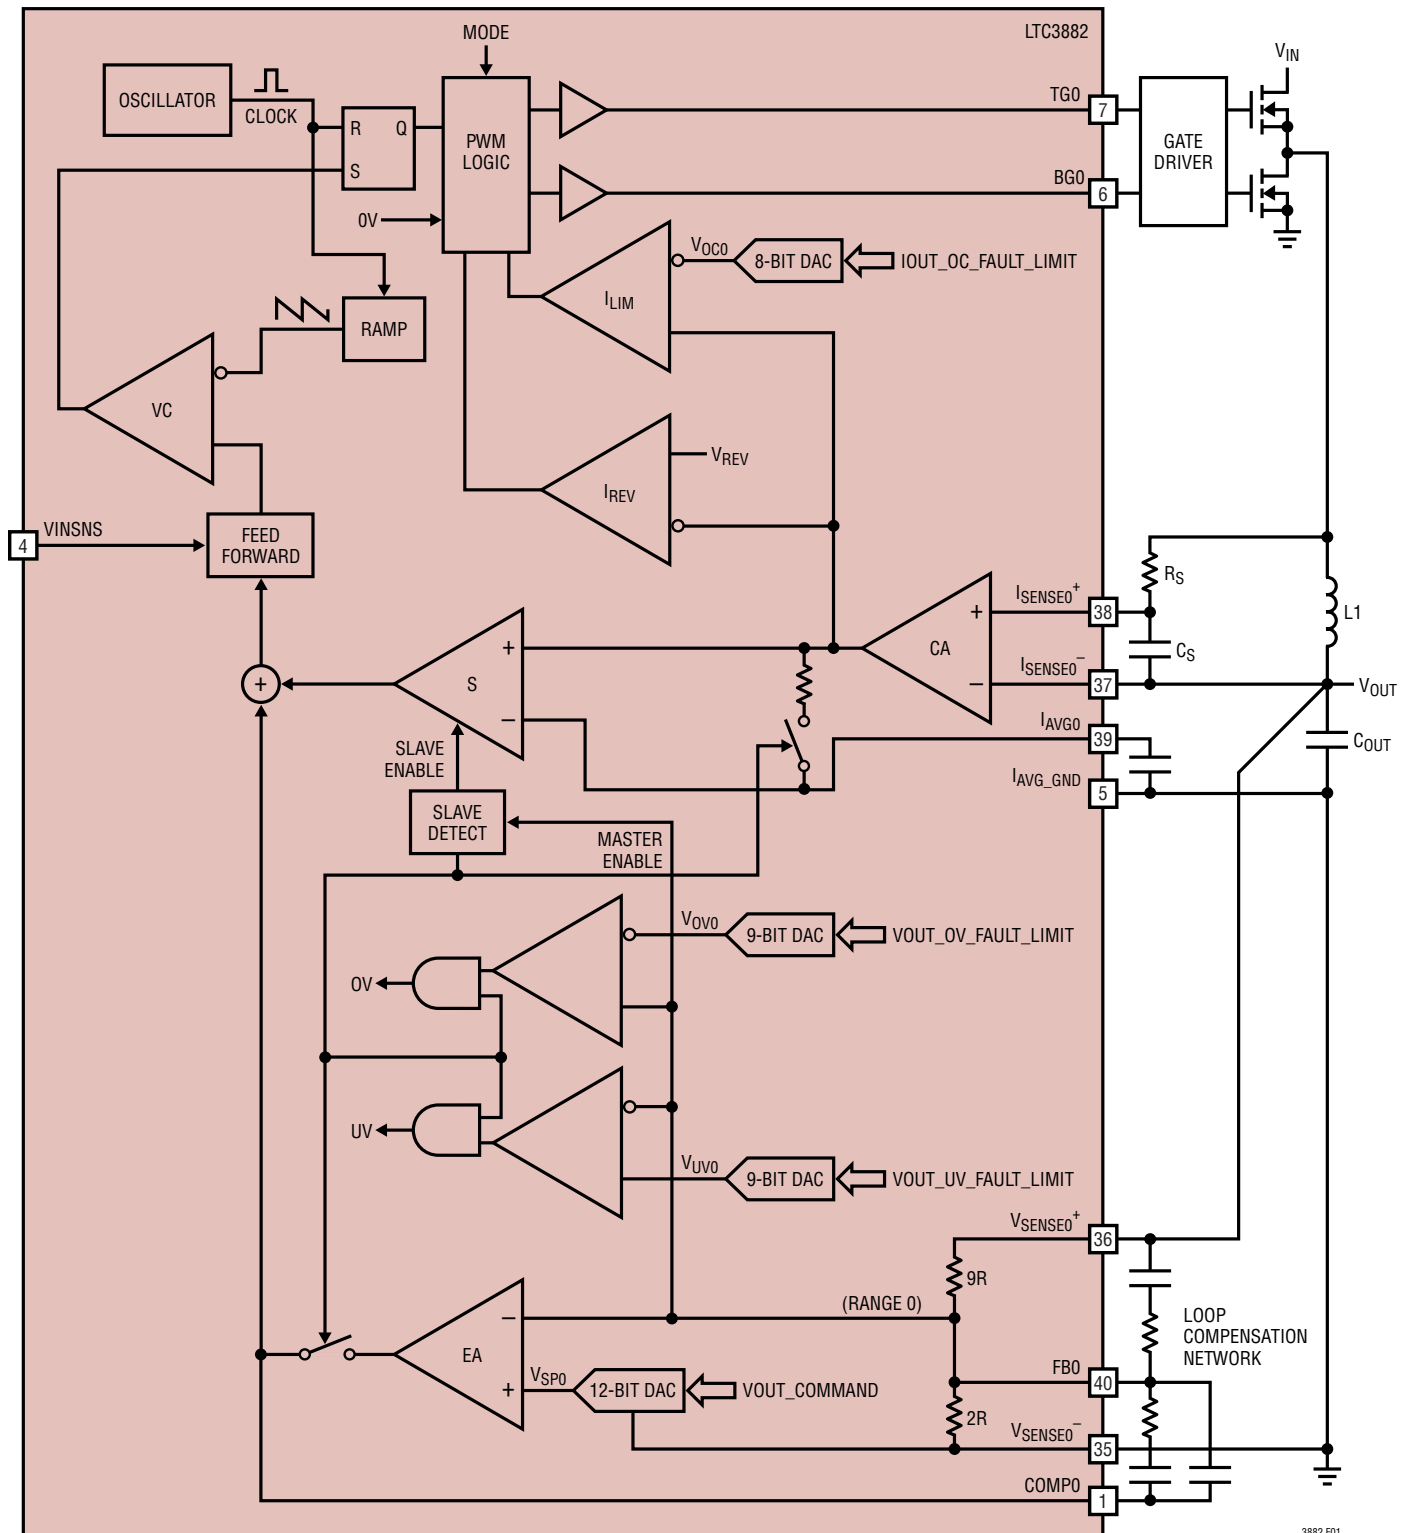 LTC3882
MODE
VIN
OSCILLATOR
CLOCK
R
Q
S
PWM
LOGIC
TG0
7
GATE
DRIVER
BG0
6
0V
VOC0
8-BIT DAC
IOUT_OC_FAULT_LIMIT
ILIM
RAMP
VC
VREV
IREV
VINSNS
4
FEED
FORWARD
RS
ISENSE0+
38
L1
+
CA
CS
+
S
+
ISENSE0–
–
37
VOUT
IAVG0
39
–
COUT
SLAVE
ENABLE
IAVG_GND
5
SLAVE
DETECT
MASTER
ENABLE
VOV0
9-BIT DAC
VOUT_OV_FAULT_LIMIT
OV
UV
VUV0
9-BIT DAC
VOUT_UV_FAULT_LIMIT
VSENSE0+
36
9R
(RANGE 0)
–
LOOP
COMPENSATION
NETWORK
EA
VSP0
+
12-BIT DAC
VOUT_COMMAND
FB0
40
2R
VSENSE0–
35
COMP0
1
3882 F01